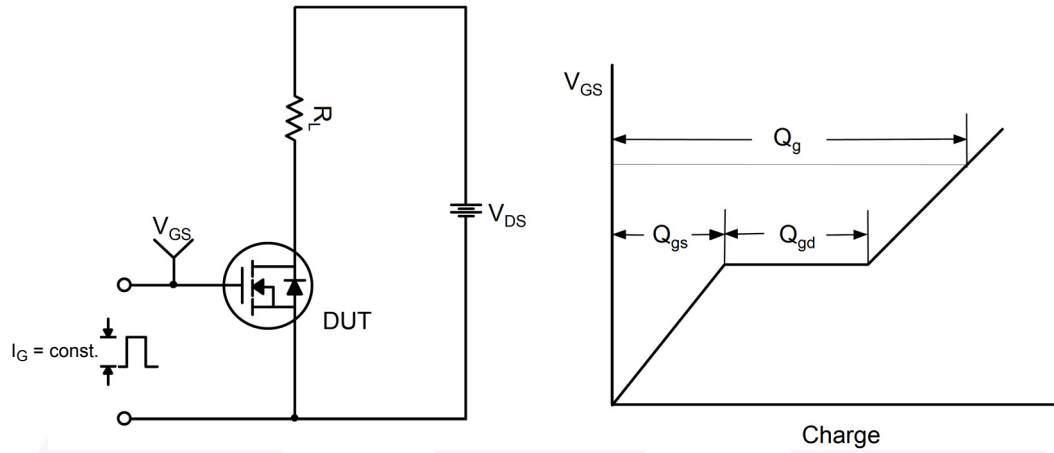 R_L
V_DS
V_GS
DUT
I_G = const.
V_GS
Q_g
Q_gs
Q_gd
Charge